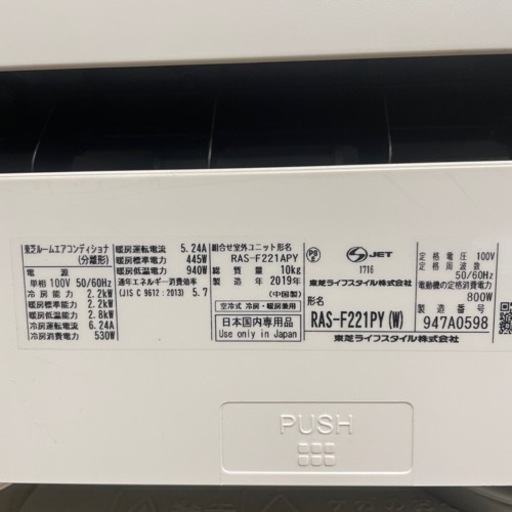 東芝ルームエアコンディショナ
(分離形)
電 源
単相 100V 50/60Hz
冷房能力 2.2kW
暖房標準能力 2.2kW
暖房低温能力 2.8kW
冷房運転電流 6.24A
冷房消費電力 530W
暖房運転電流 5.24A
暖房標準電力 445W
暖房低温電力 940W
通年エネルギー消費効率
(JIS C 9612:2013) 5.7
組合せ室外ユニット形名
RAS-F221APY
総質量 10kg
製造年 2019年
(中国製)
空冷式 冷房・暖房兼用
日本国内専用品
Use only in Japan
PS
E
JET
1716
東芝ライフスタイル株式会社
形名
RAS-F221PY(W)
定格電圧 100V
定格周波数
50/60Hz
電動機の定格消費電力
800W
製造番号
947A0598
東芝ライフスタイル株式会社
PUSH